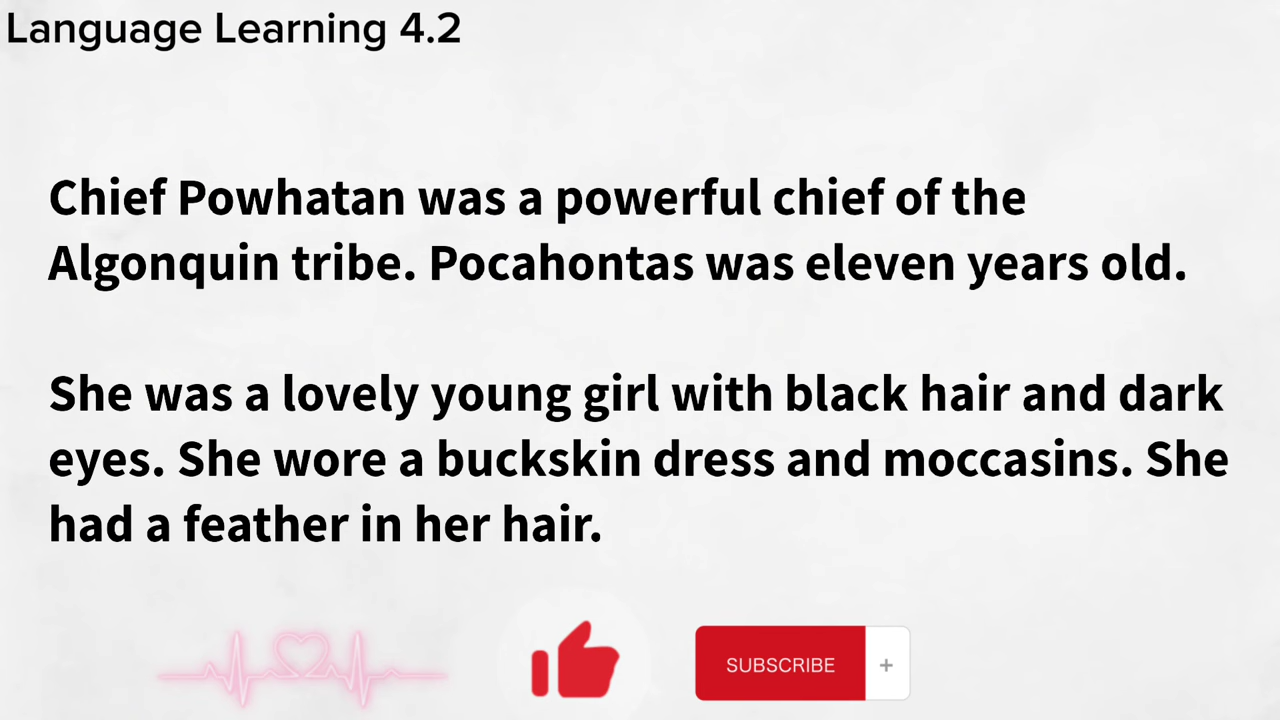 Language Learning 4.2
Chief Powhatan was a powerful chief of the
Algonquin tribe. Pocahontas was eleven years old.
She was a lovely young girl with black hair and dark
eyes. She wore a buckskin dress and moccasins. She
had a feather in her hair.
SUBSCRIBE +